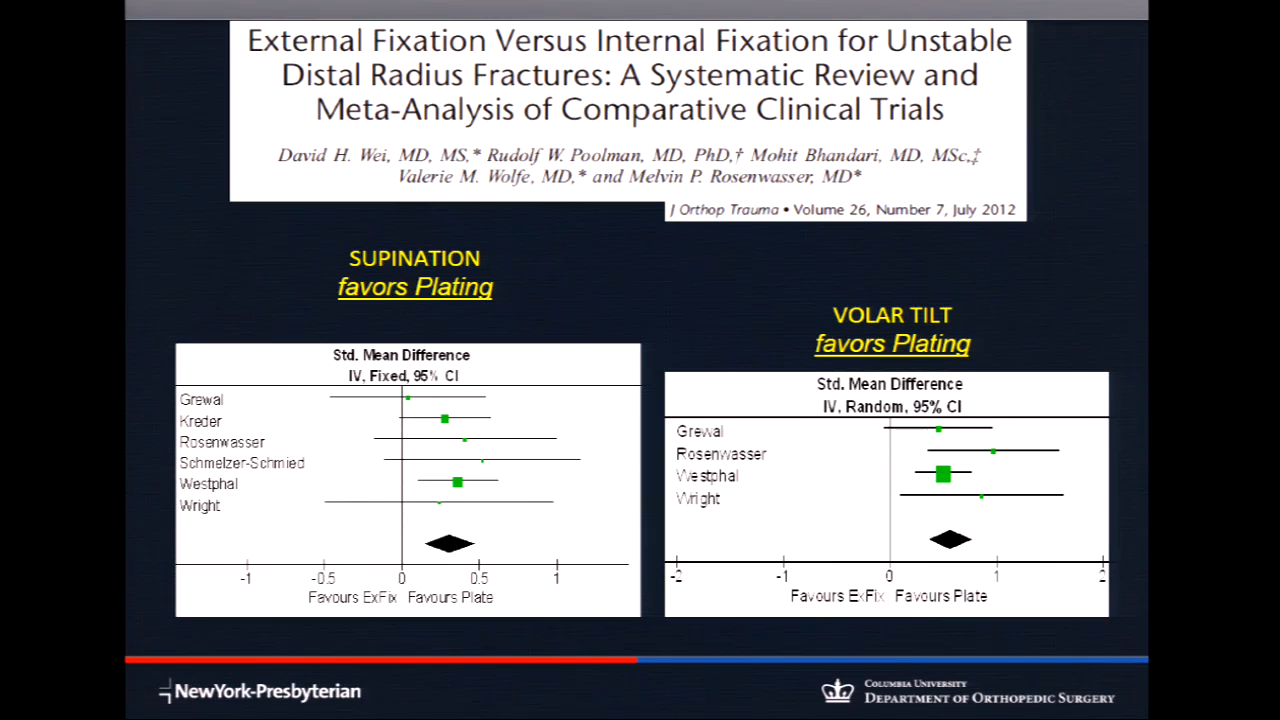 External Fixation Versus Internal Fixation for Unstable
Distal Radius Fractures: A Systematic Review and
Meta-Analysis of Comparative Clinical Trials
David H. Wei, MD, MS,* Rudolf W. Poolman, MD, PhD,† Mohit Bhandari, MD, MSc,‡
Valerie M. Wolfe, MD,* and Melvin P. Rosenwasser, MD*
J Orthop Trauma • Volume 26, Number 7, July 2012
SUPINATION
favors Plating
Std. Mean Difference
IV, Fixed, 95% CI
Grewal
Kreder
Rosenwasser
Schmelzer-Schmied
Westphal
Wright
-1 -0.5 0 0.5 1
Favours ExFix Favours Plate
VOLAR TILT
favors Plating
Std. Mean Difference
IV, Random, 95% CI
Grewal
Rosenwasser
Westphal
Wright
-2 -1 0 1 2
Favours ExFix Favours Plate
NewYork-Presbyterian
COLUMBIA UNIVERSITY
DEPARTMENT OF ORTHOPEDIC SURGERY